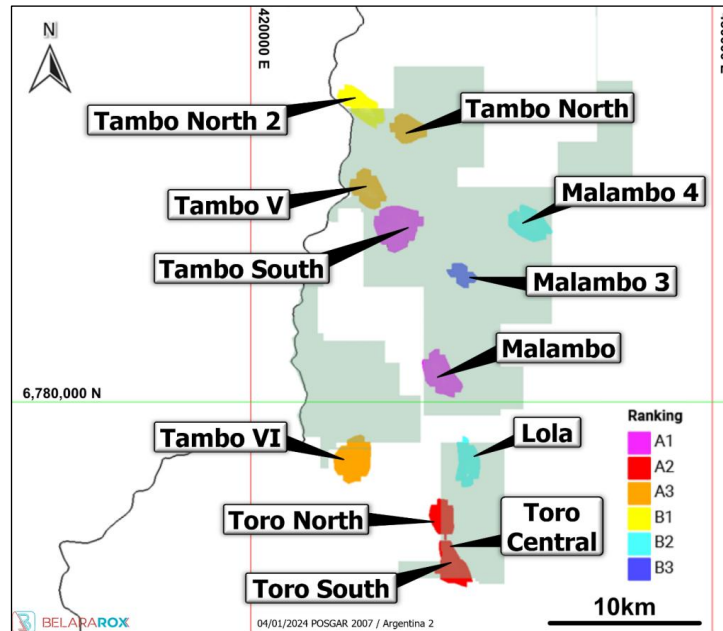 N
420000 E
Tambo North 2
Tambo North
Tambo V
Malambo 4
Tambo South
Malambo 3
Malambo
6,780,000 N
Tambo VI
Lola
Toro North
Toro
Central
Toro South
Ranking
A1
A2
A3
B1
B2
B3
10km
BELARAROX
04/01/2024 POSGAR 2007 / Argentina 2